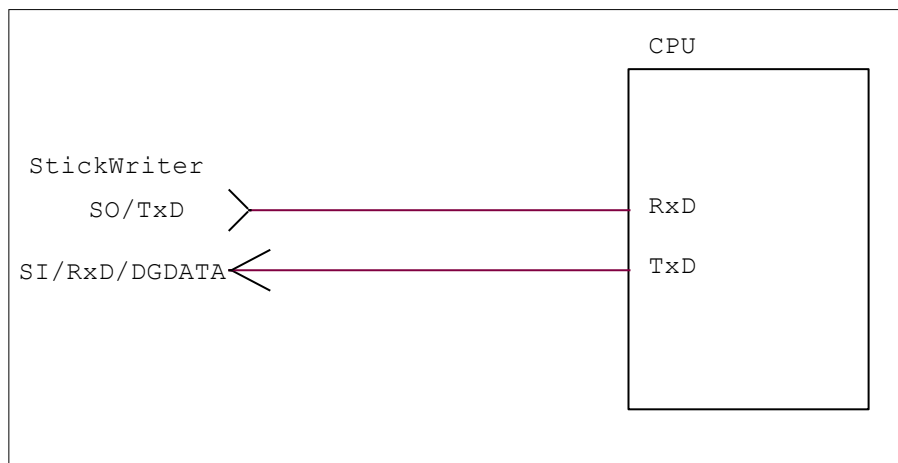 CPU
StickWriter
SO/TxD
RxD
SI/RxD/DGDATA
TxD